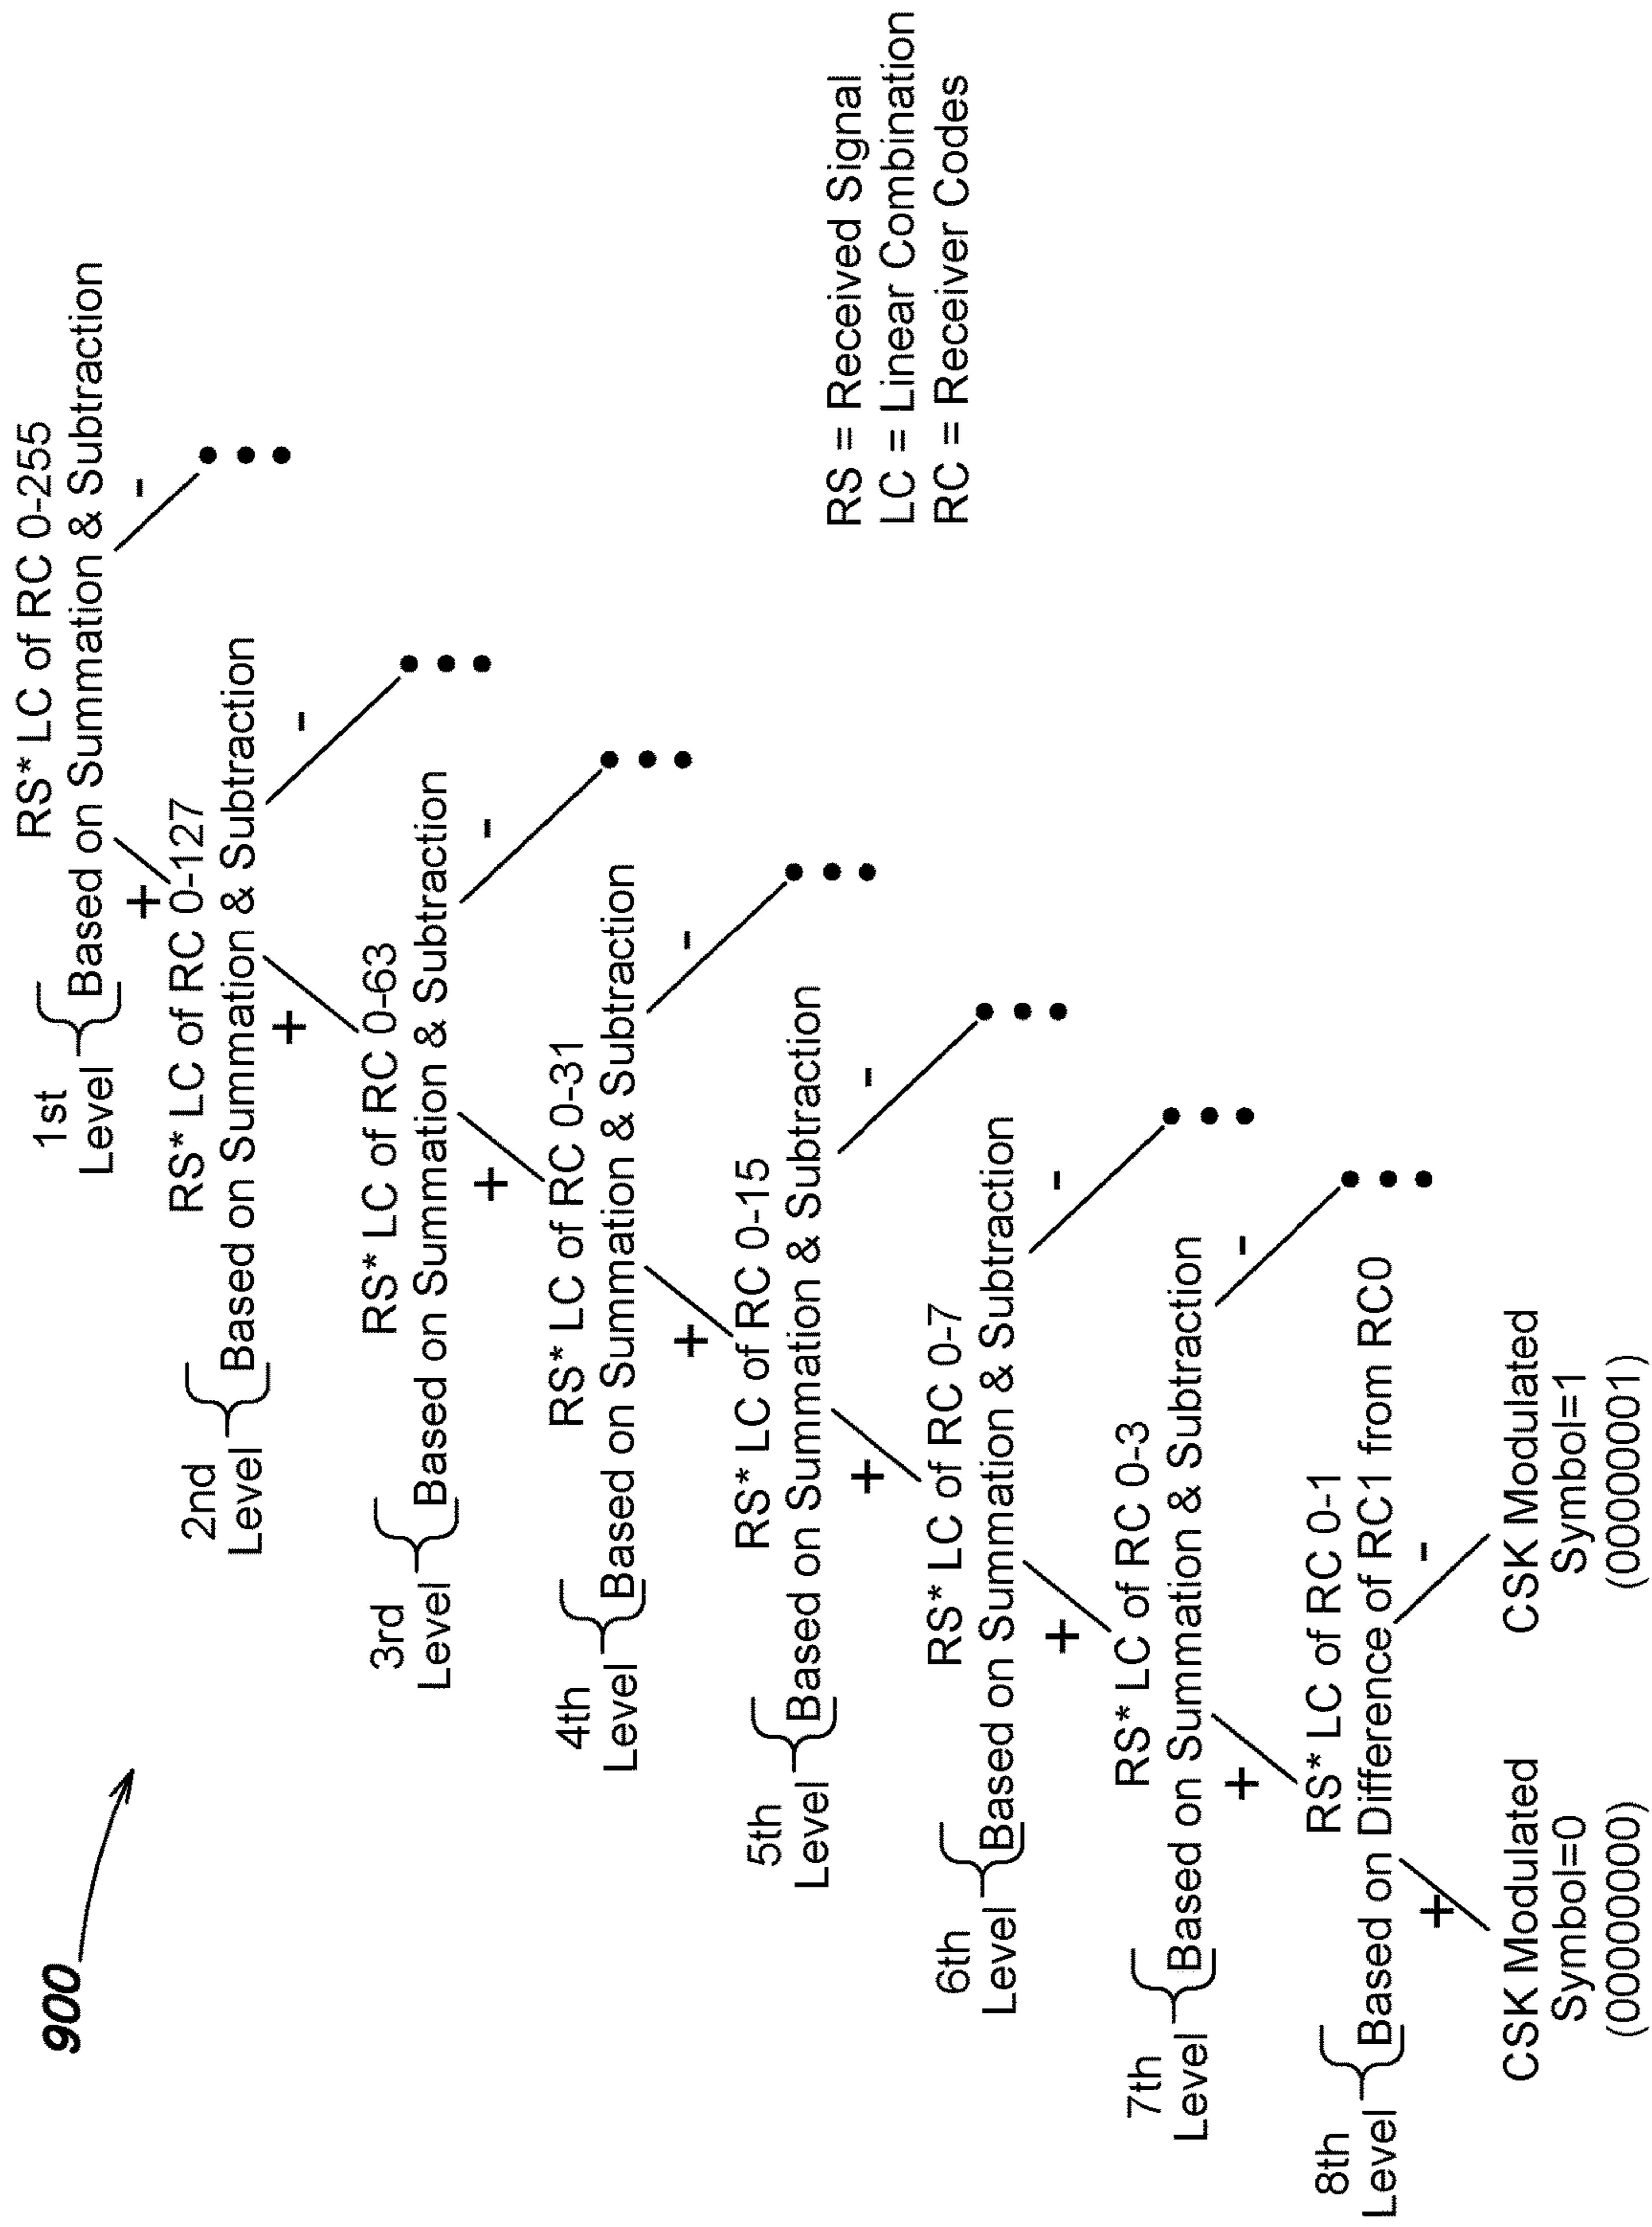 900
1st
Level
RS* LC of RC 0-255
Based on Summation & Subtraction
+
-
2nd
Level
RS* LC of RC 0-127
Based on Summation & Subtraction
+
-
3rd
Level
RS* LC of RC 0-63
Based on Summation & Subtraction
+
-
4th
Level
RS* LC of RC 0-31
Based on Summation & Subtraction
+
-
5th
Level
RS* LC of RC 0-15
Based on Summation & Subtraction
+
-
6th
Level
RS* LC of RC 0-7
Based on Summation & Subtraction
+
-
7th
Level
RS* LC of RC 0-3
Based on Summation & Subtraction
+
-
8th
Level
RS* LC of RC 0-1
Based on Difference of RC1 from RC0
+
-
CSK Modulated
Symbol=0
(00000000)
CSK Modulated
Symbol=1
(00000001)
RS = Received Signal
LC = Linear Combination
RC = Receiver Codes